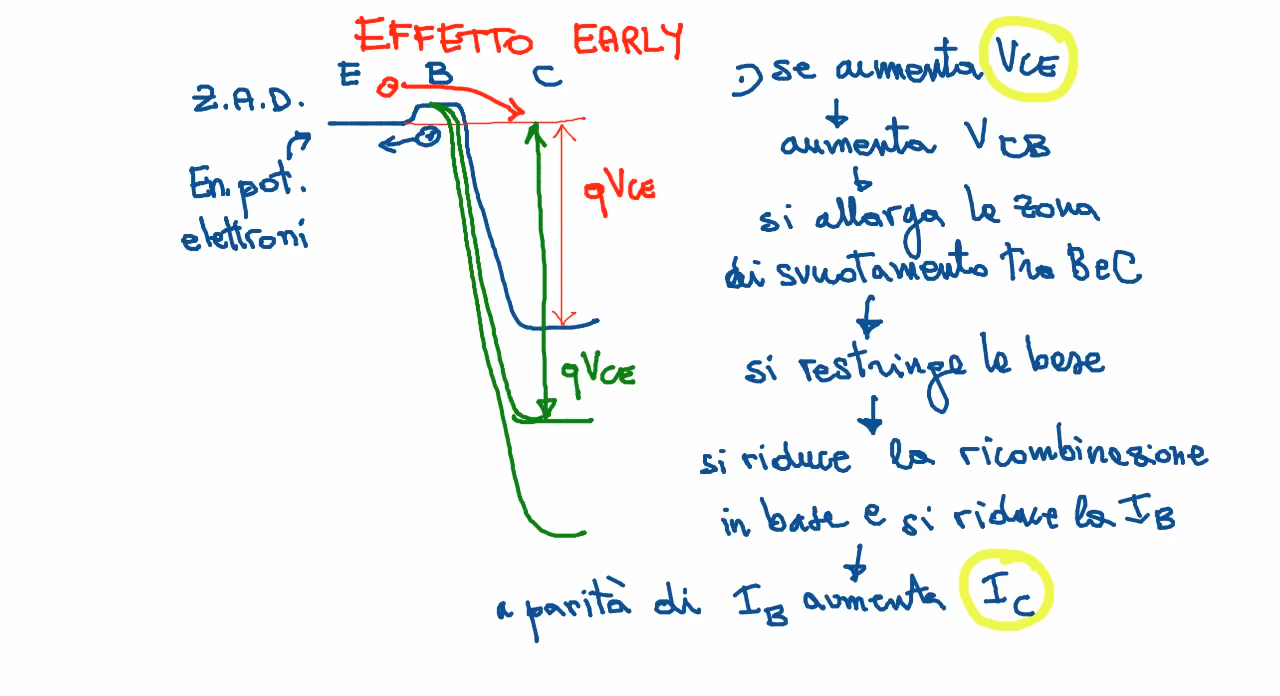 EFFETTO EARLY
E B C
Z.A.D.
En. pot.
elettroni
qVCE
qVCE
·) se aumenta VCE
aumenta VCB
si allarga la zona
di svuotamento tra B e C
si restringe la base
si riduce la ricombinazione
in base e si riduce la IB
a parità di IB aumenta IC